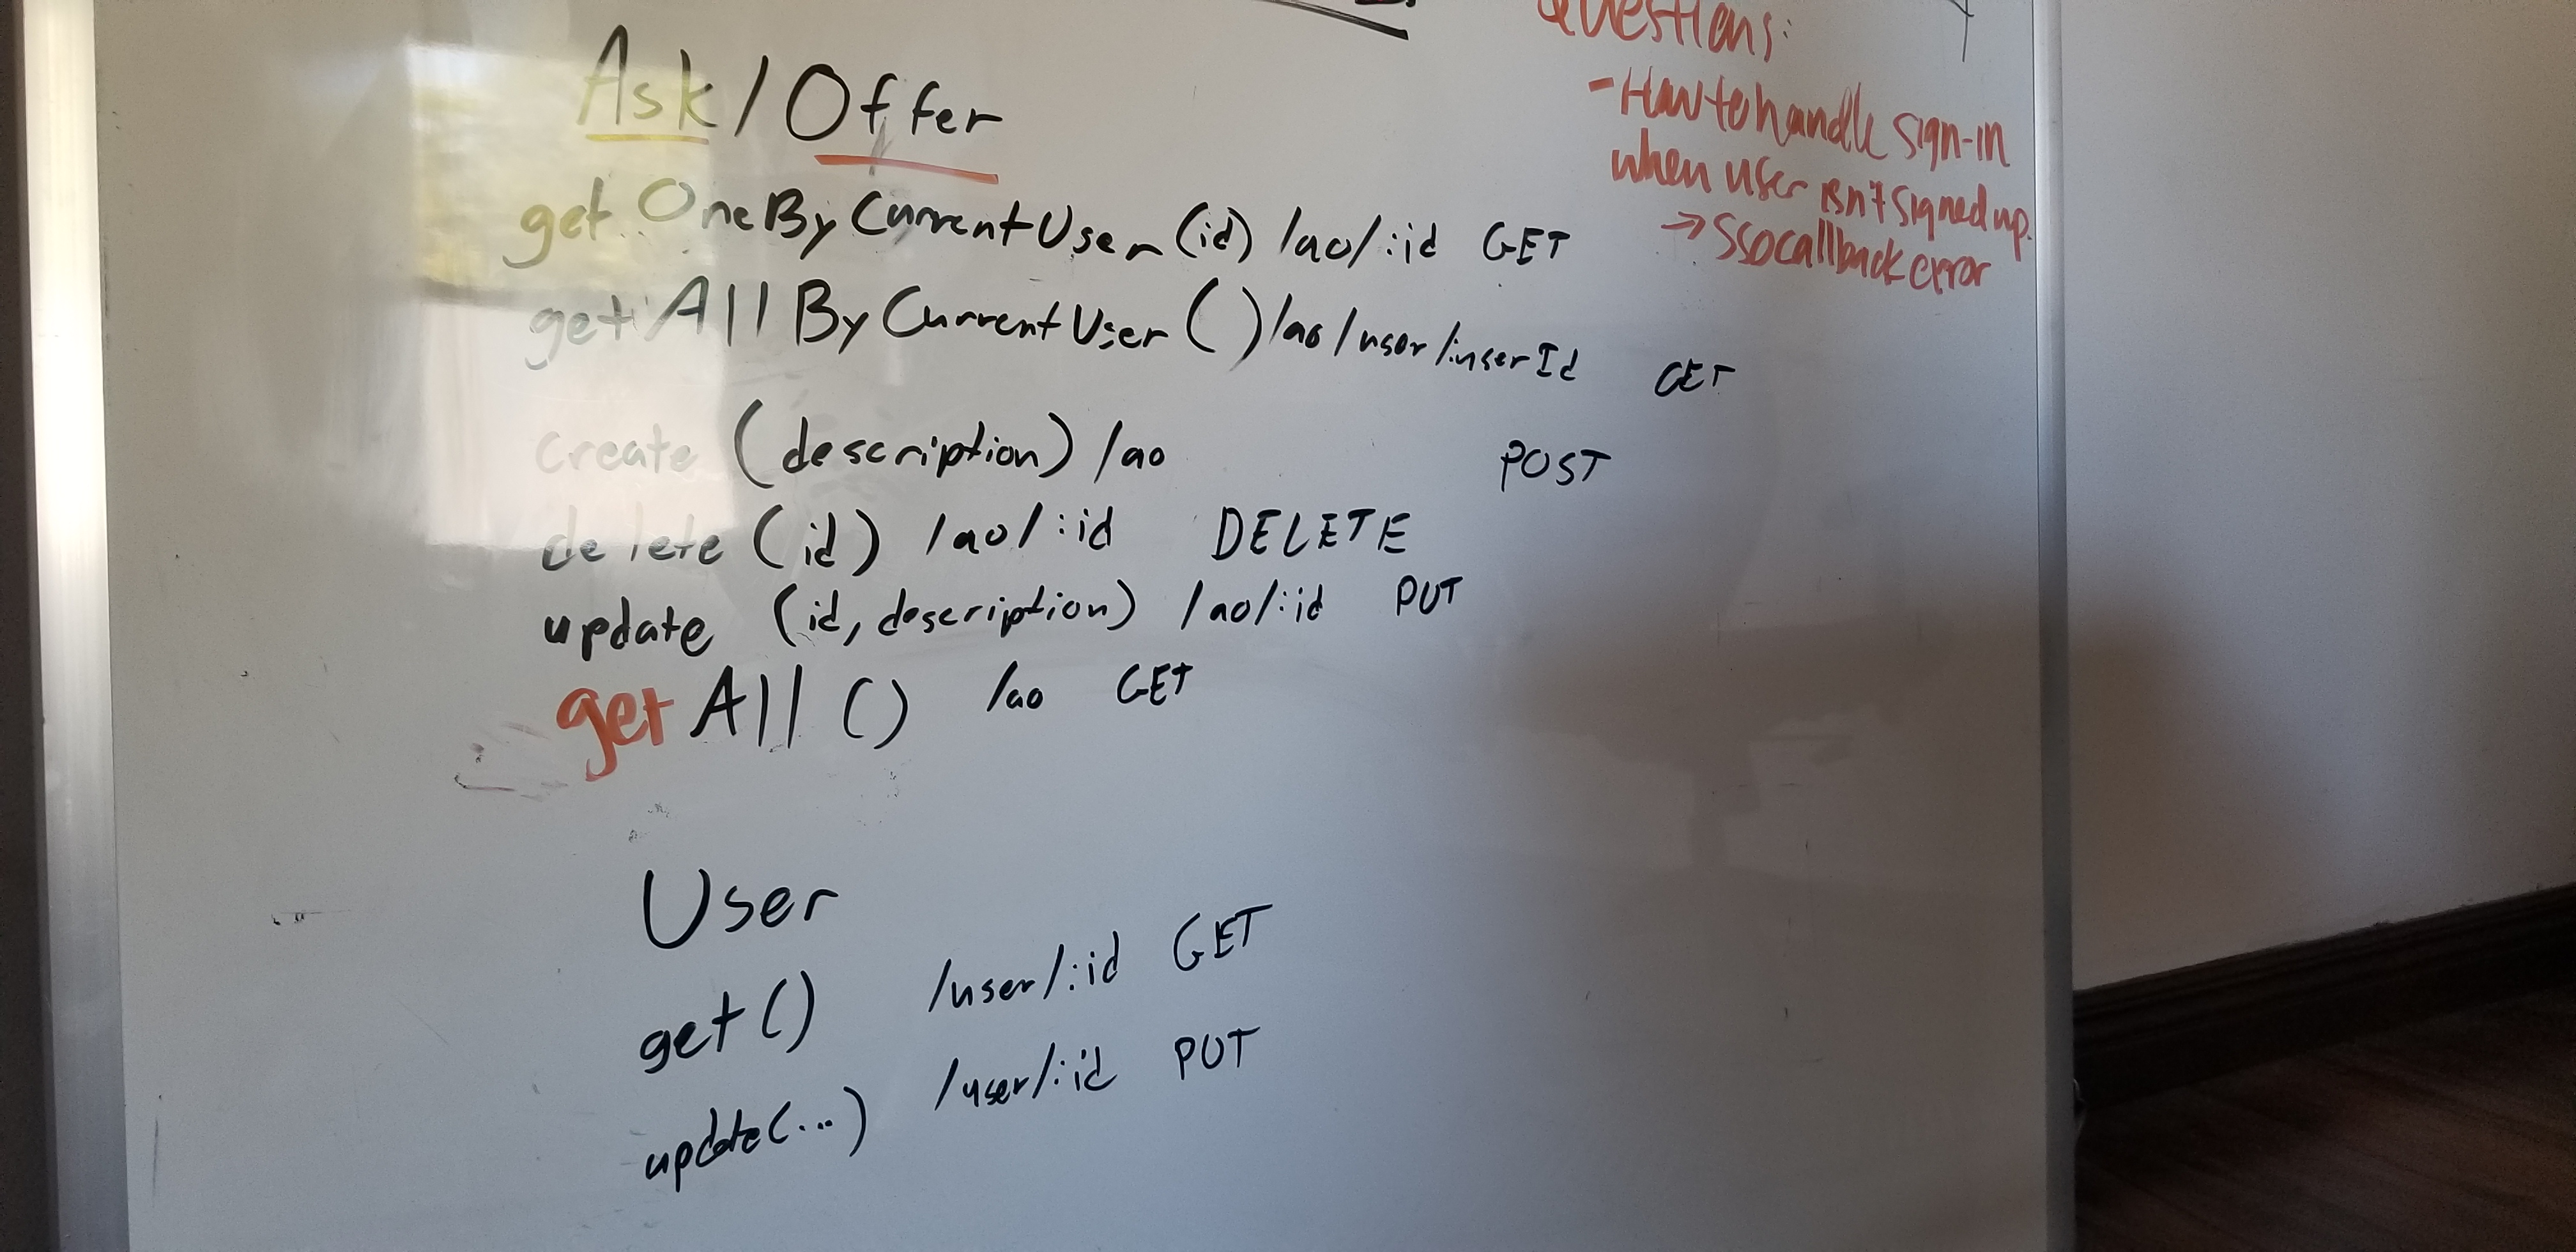 Ask / Offer
getOneByCurrentUser (id) /ao/:id GET
getAllByCurrentUser () /ao/user/:userId GET
create (description) /ao POST
delete (id) /ao/:id DELETE
update (id, description) /ao/:id PUT
getAll () /ao GET
User
get () /user/:id GET
update (...) /user/:id PUT
Questions:
- How to handle sign-in
when user isn't signed up.
→ SSOcallback error